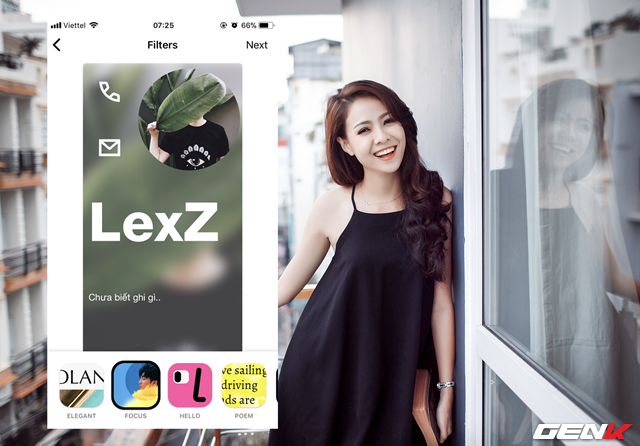 Viettel 07:25 66%
Filters Next
LexZ
Chưa biết ghi gi..
OLAN
ve sailing
driving
ds are
ELEGANT FOCUS HELLO POEM
GENK